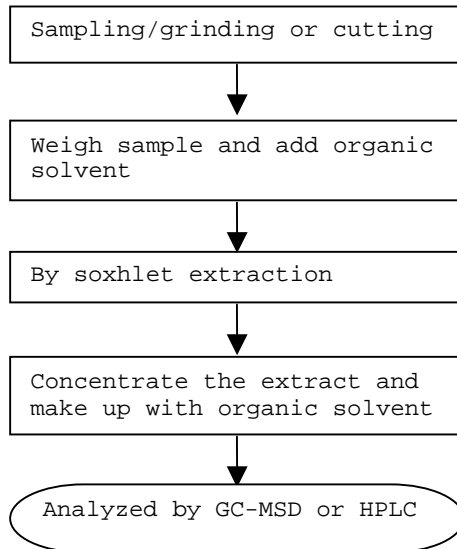 Sampling/grinding or cutting
Weigh sample and add organic
solvent
By soxhlet extraction
Concentrate the extract and
make up with organic solvent
Analyzed by GC-MSD or HPLC